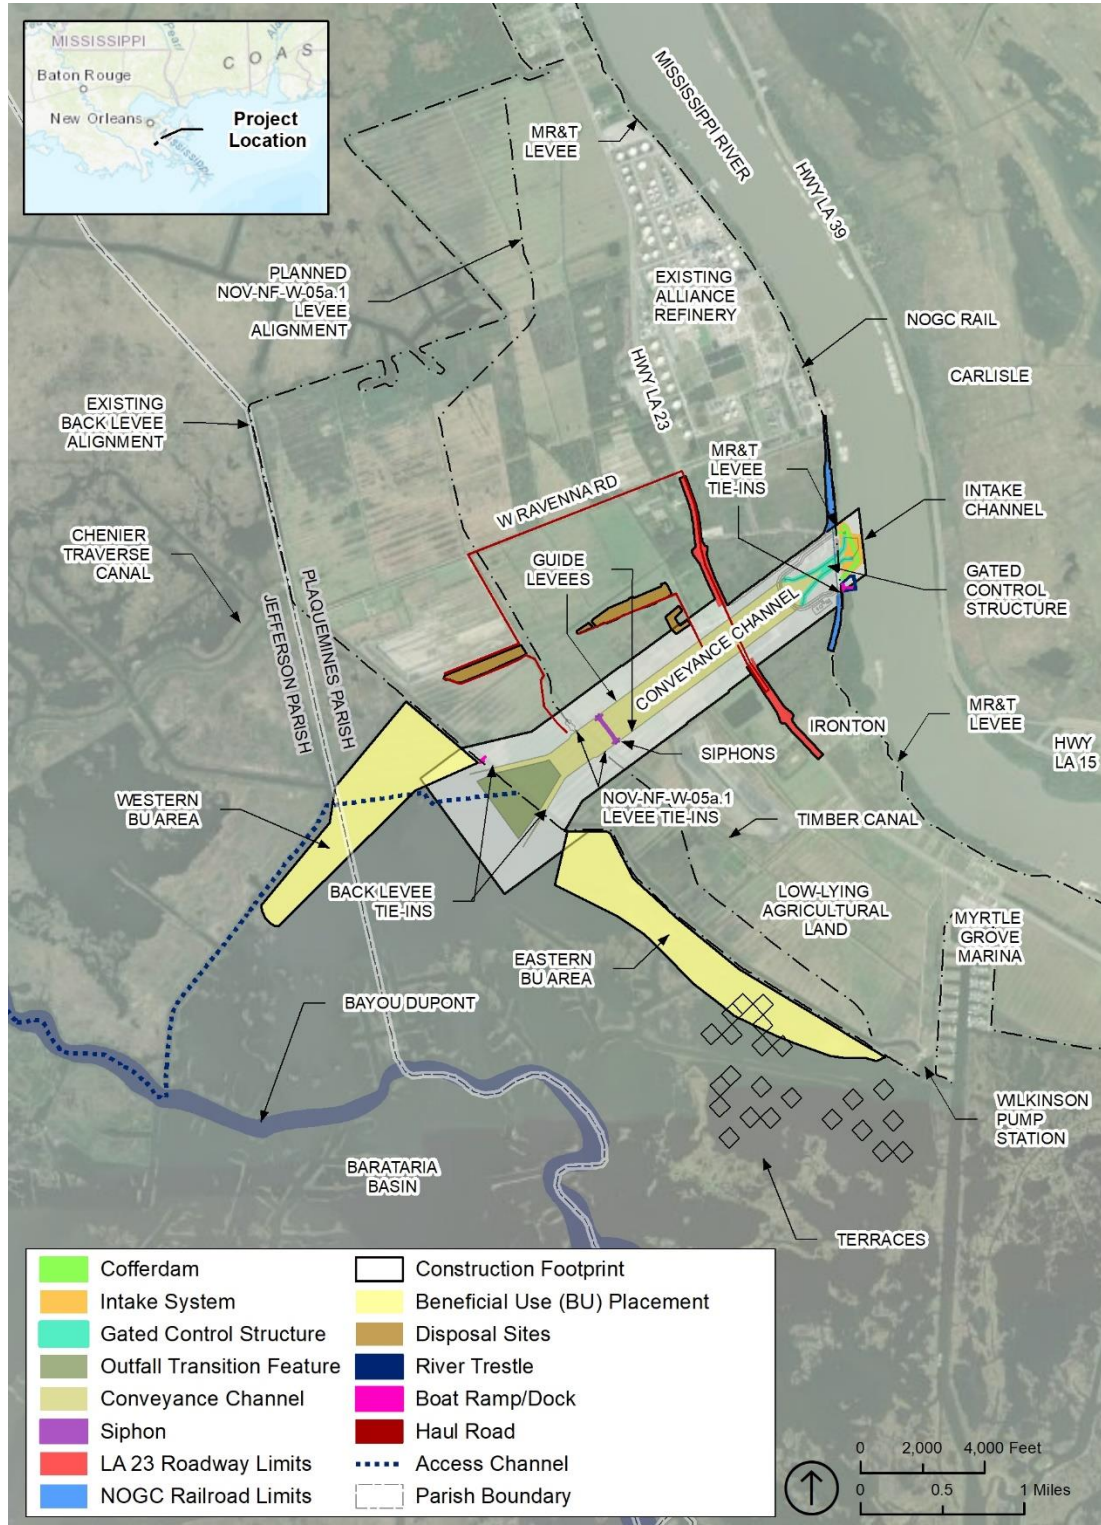 MISSISSIPPI
Pearl
Ala
C O A S
Baton Rouge
New Orleans
Mississippi
Project
Location
MR&T
LEVEE
MISSISSIPPI RIVER
HWY LA 39
PLANNED
NOV-NF-W-05a.1
LEVEE
ALIGNMENT
EXISTING
ALLIANCE
REFINERY
NOGC RAIL
HWY LA 23
CARLISLE
EXISTING
BACK LEVEE
ALIGNMENT
MR&T
LEVEE
TIE-INS
W RAVENNA RD
INTAKE
CHANNEL
CHENIER
TRAVERSE
CANAL
GUIDE
LEVEES
GATED
CONTROL
STRUCTURE
PLAQUEMINES PARISH
JEFFERSON PARISH
CONVEYANCE CHANNEL
IRONTON
MR&T
LEVEE
SIPHONS
HWY
LA 15
WESTERN
BU AREA
NOV-NF-W-05a.1
LEVEE TIE-INS
TIMBER CANAL
BACK LEVEE
TIE-INS
LOW-LYING
AGRICULTURAL
LAND
MYRTLE
GROVE
MARINA
EASTERN
BU AREA
BAYOU DUPONT
WILKINSON
PUMP
STATION
BARATARIA
BASIN
TERRACES
Cofferdam
Intake System
Gated Control Structure
Outfall Transition Feature
Conveyance Channel
Siphon
LA 23 Roadway Limits
NOGC Railroad Limits
Construction Footprint
Beneficial Use (BU) Placement
Disposal Sites
River Trestle
Boat Ramp/Dock
Haul Road
Access Channel
Parish Boundary
0 2,000 4,000 Feet
0 0.5 1 Miles